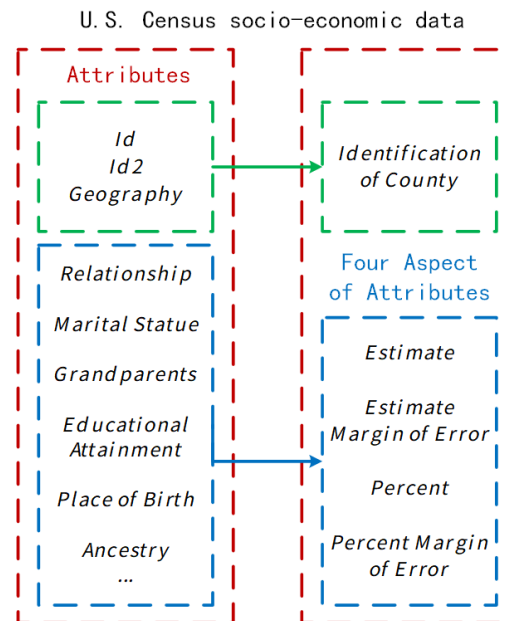 U.S. Census socio-economic data
Attributes
Id
Id2
Geography
Identification
of County
Relationship
Marital Statue
Grandparents
Educational
Attainment
Place of Birth
Ancestry
...
Four Aspect
of Attributes
Estimate
Estimate
Margin of Error
Percent
Percent Margin
of Error